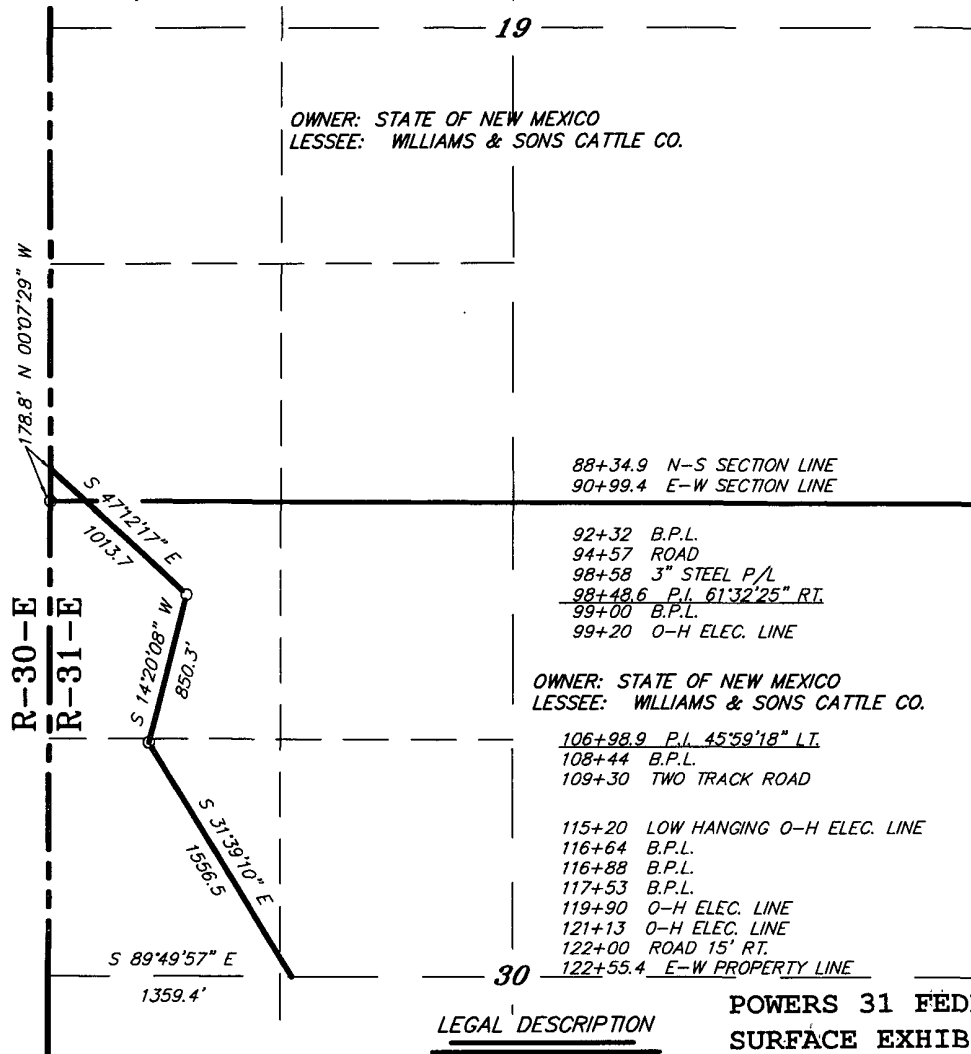 19
OWNER: STATE OF NEW MEXICO
LESSEE: WILLIAMS & SONS CATTLE CO.
178.8' N 00°07'29" W
88+34.9 N-S SECTION LINE
90+99.4 E-W SECTION LINE
S 47°12'17" E
1013.7
92+32 B.P.L.
94+57 ROAD
98+58 3" STEEL P/L
98+48.6 P.I. 61°32'25" RT.
99+00 B.P.L.
99+20 O-H ELEC. LINE
R-30-E
R-31-E
S 14°20'08" W
850.3'
OWNER: STATE OF NEW MEXICO
LESSEE: WILLIAMS & SONS CATTLE CO.
106+98.9 P.I. 45°59'18" LT.
108+44 B.P.L.
109+30 TWO TRACK ROAD
S 31°39'10" E
1556.5
115+20 LOW HANGING O-H ELEC. LINE
116+64 B.P.L.
116+88 B.P.L.
117+53 B.P.L.
119+90 O-H ELEC. LINE
121+13 O-H ELEC. LINE
122+00 ROAD 15' RT.
122+55.4 E-W PROPERTY LINE
S 89°49'57" E
1359.4'
30
LEGAL DESCRIPTION
POWERS 31 FED
SURFACE EXHIB